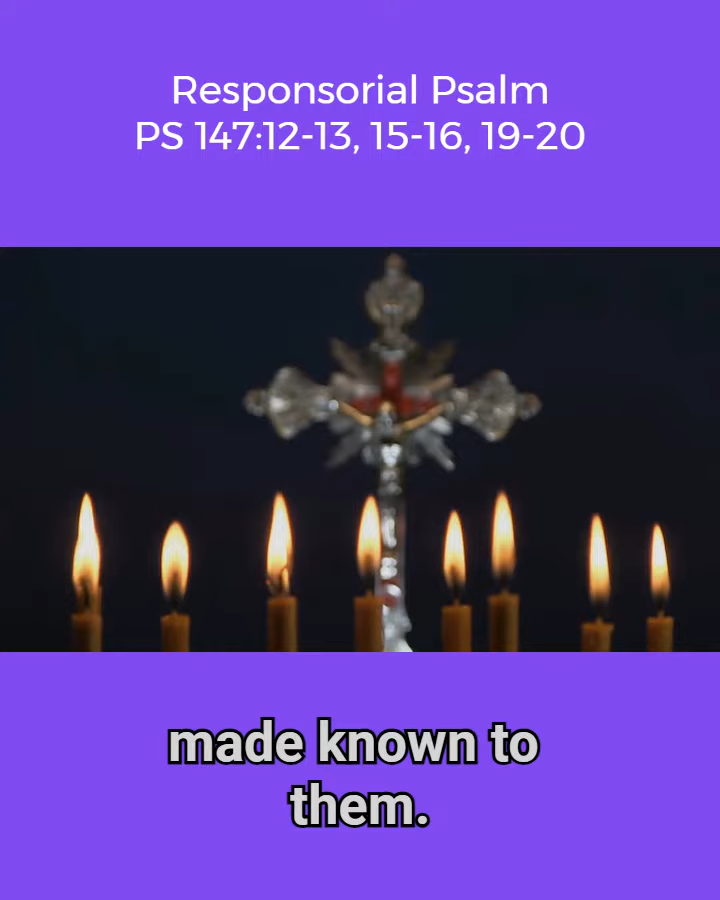 Responsorial Psalm
PS 147:12-13, 15-16, 19-20
made known to
them.